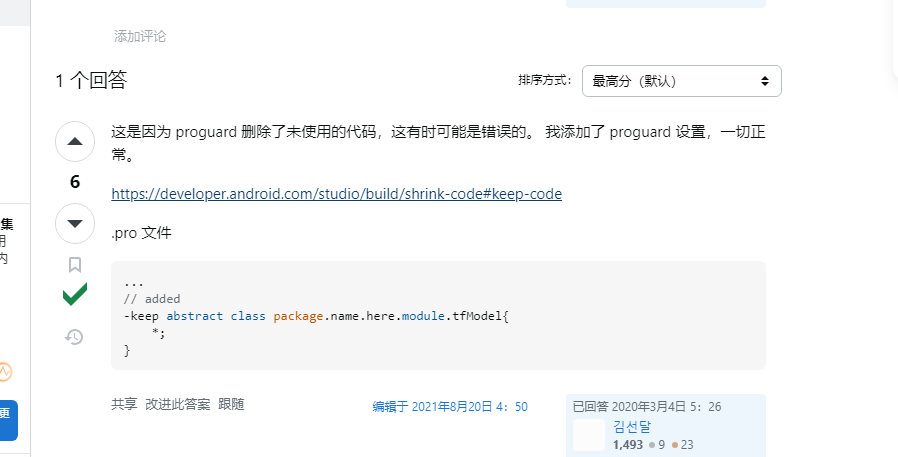 添加评论
1 个回答
排序方式：
最高分（默认）
这是因为 proguard 删除了未使用的代码，这有时可能是错误的。 我添加了 proguard 设置，一切正
常。
6
https://developer.android.com/studio/build/shrink-code#keep-code
集
用
内
.pro 文件
...
// added
-keep abstract class package.name.here.module.tfModel{
    *;
}
更
共享 改进此答案 跟随
编辑于 2021年8月20日 4：50
已回答 2020年3月4日 5：26
김선달
1,493 9 23